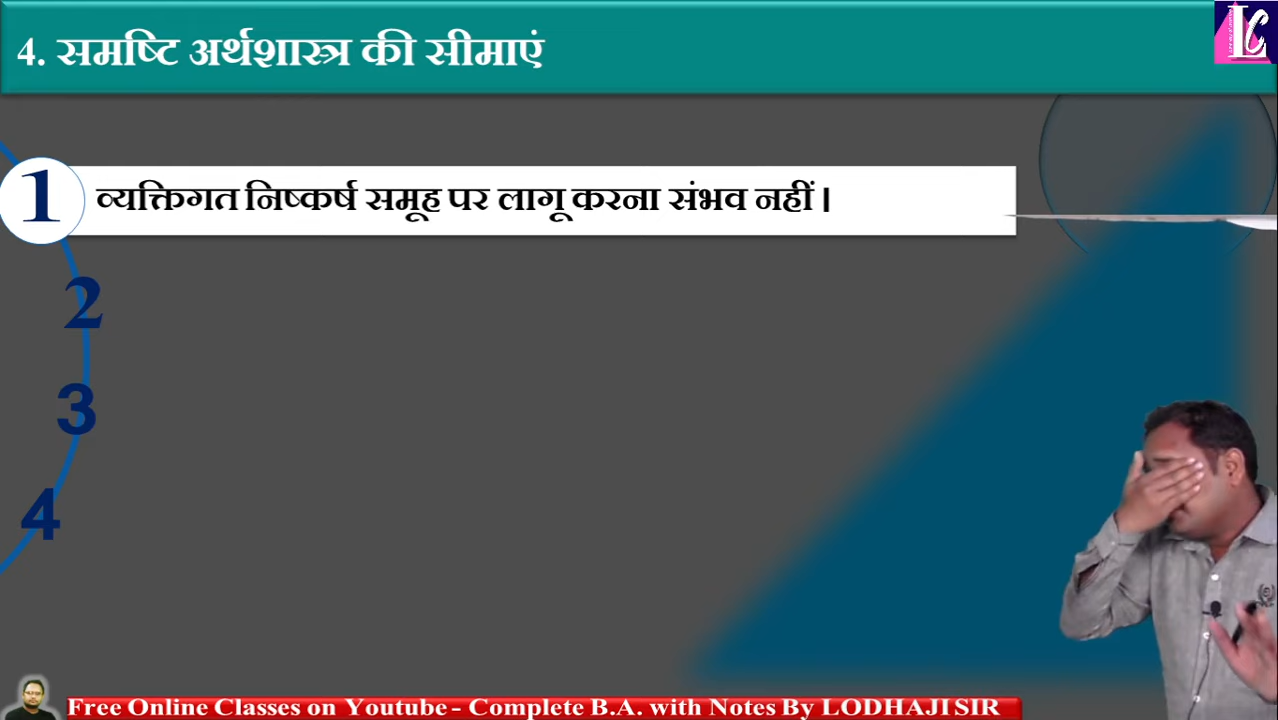 4. समष्टि अर्थशास्त्र की सीमाएं
LC
1 व्यक्तिगत निष्कर्ष समूह पर लागू करना संभव नहीं।
2
3
4
Free Online Classes on Youtube - Complete B.A. with Notes By LODHAJI SIR